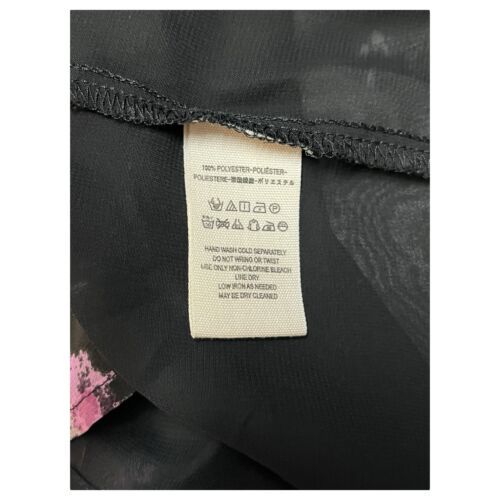 100% POLYESTER-POLIÉSTER-
POLIESTERE-聚酯纖維-ポリエステル
HAND WASH COLD SEPARATELY
DO NOT WRING OR TWIST
USE ONLY NON-CHLORINE BLEACH
LINE DRY.
LOW IRON AS NEEDED
MAY BE DRY CLEANED